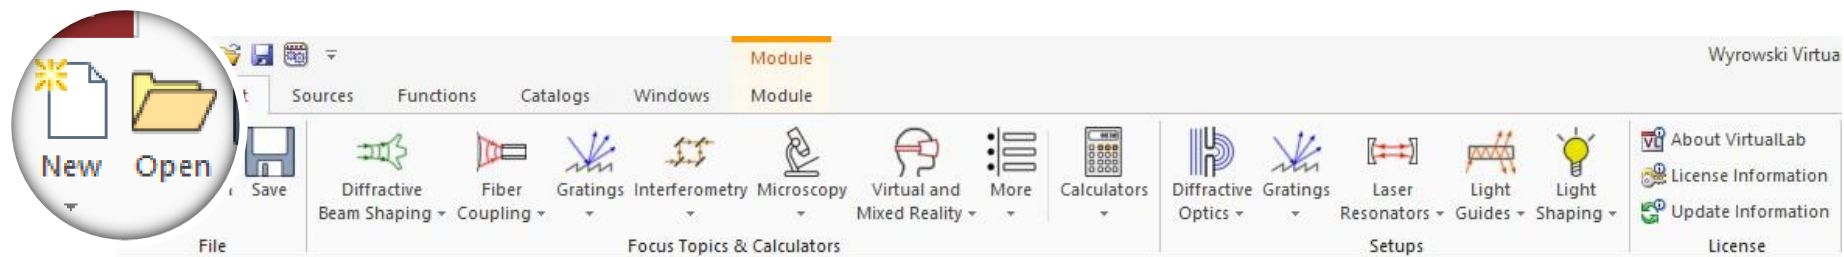 Module
Wyrowski Virtua
Sources Functions Catalogs Windows Module
New Open Save
Diffractive Beam Shaping
Fiber Coupling
Gratings
Interferometry
Microscopy
Virtual and Mixed Reality
More
Calculators
Diffractive Optics
Gratings
Laser Resonators
Light Guides
Light Shaping
About VirtualLab
License Information
Update Information
File
Focus Topics & Calculators
Setups
License